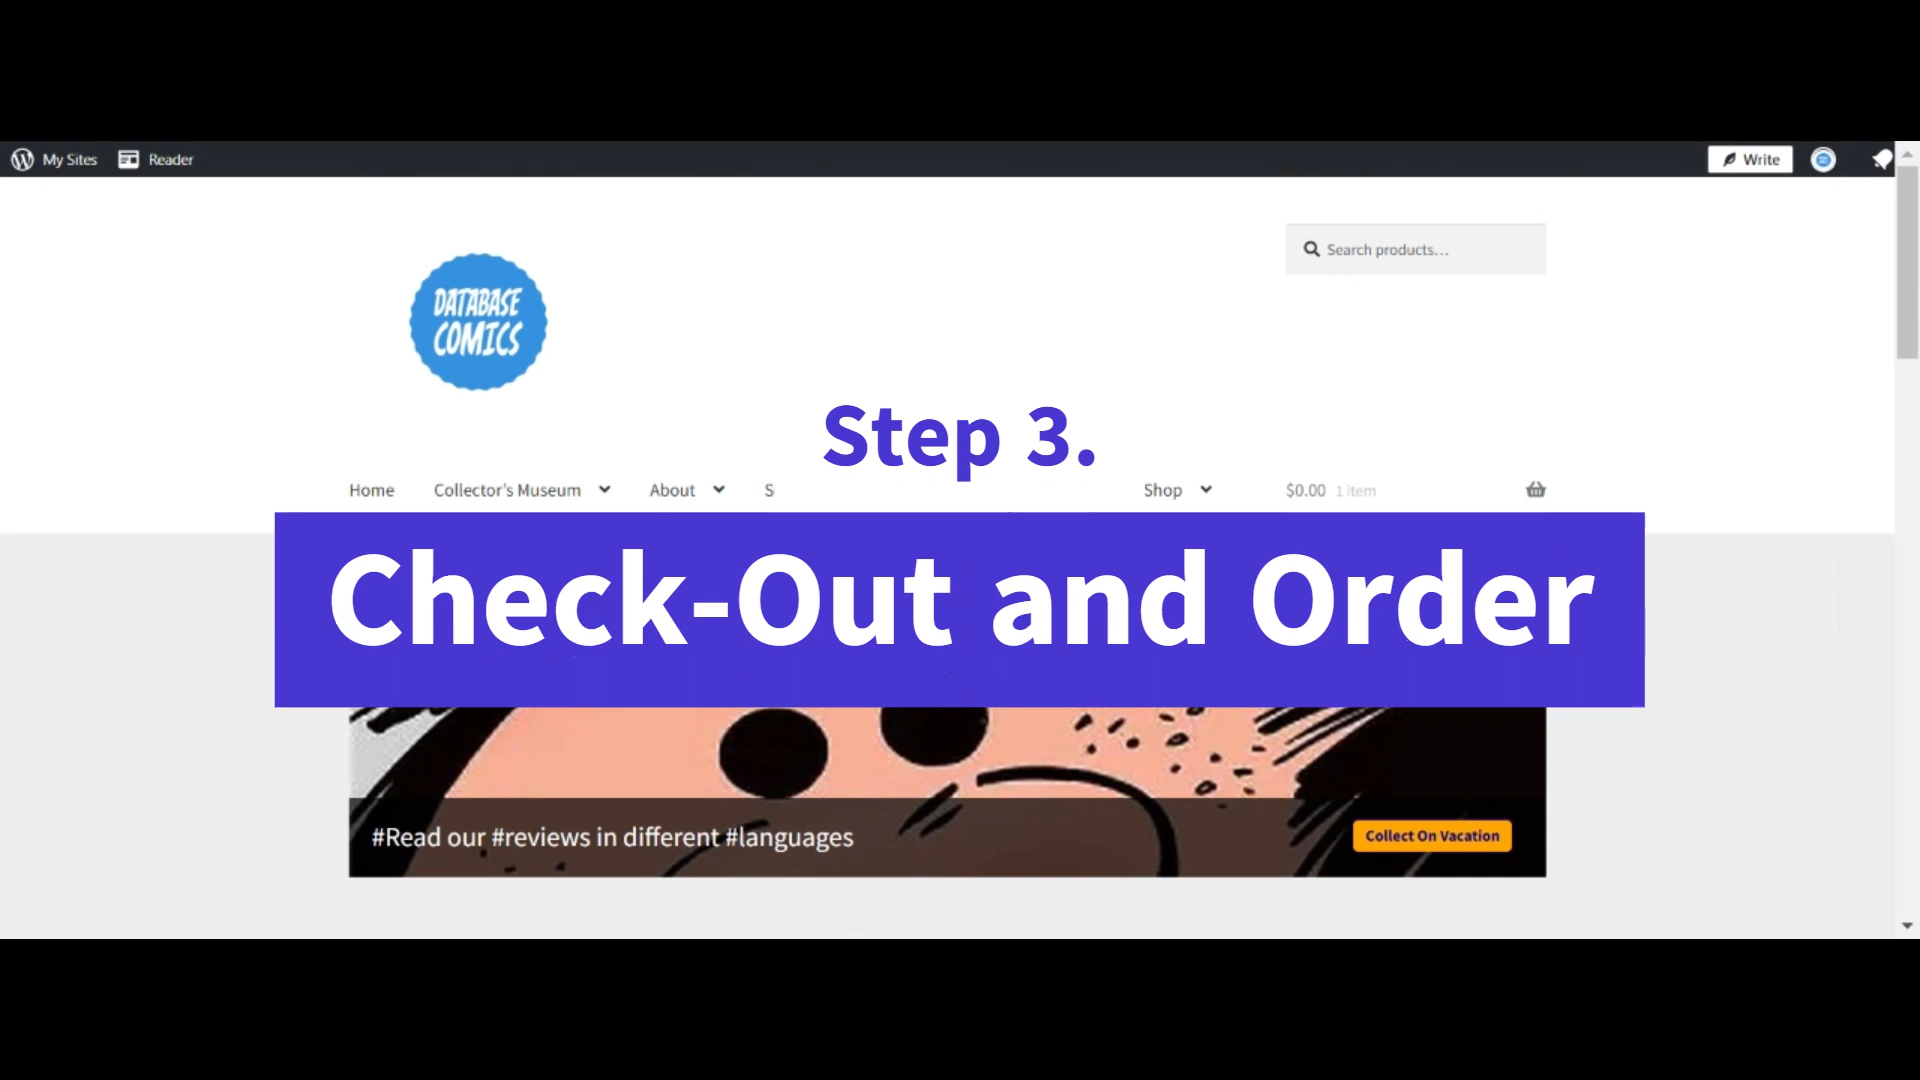 My Sites Reader Write
Search products...
DATABASE
COMICS
Step 3.
Home Collector's Museum About S Shop $0.00 1 item
Check-Out and Order
#Read our #reviews in different #languages
Collect On Vacation